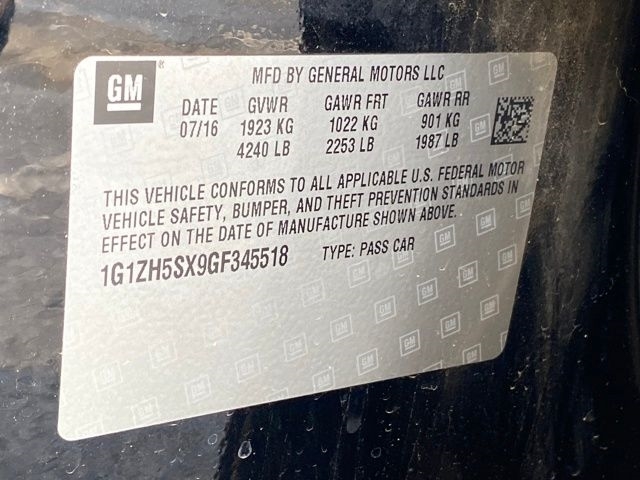 GM ®
MFD BY GENERAL MOTORS LLC
DATE GVWR GAWR FRT GAWR RR
07/16 1923 KG 1022 KG 901 KG
4240 LB 2253 LB 1987 LB
THIS VEHICLE CONFORMS TO ALL APPLICABLE U.S. FEDERAL MOTOR
VEHICLE SAFETY, BUMPER, AND THEFT PREVENTION STANDARDS IN
EFFECT ON THE DATE OF MANUFACTURE SHOWN ABOVE.
1G1ZH5SX9GF345518 TYPE: PASS CAR